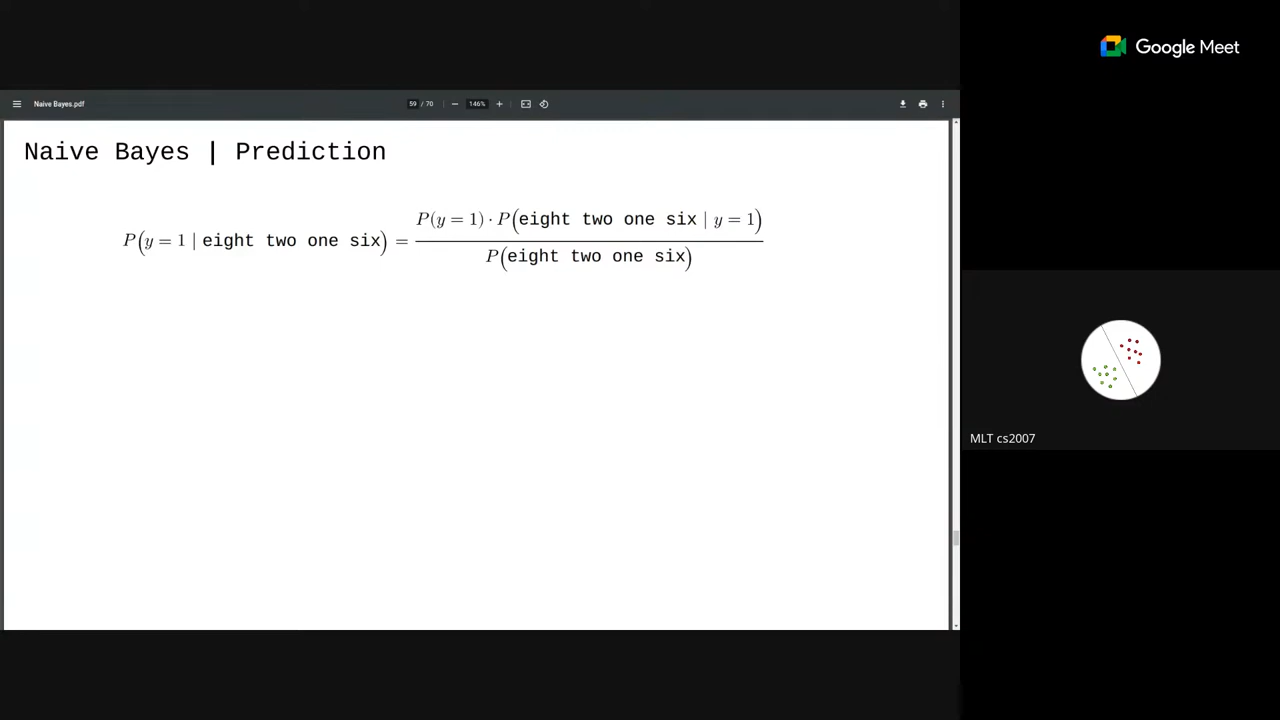 Google Meet
Naive Bayes.pdf
59 / 70
146%
Naive Bayes | Prediction
P(y = 1 | eight two one six) = P(y = 1) · P(eight two one six | y = 1)
P(eight two one six)
MLT cs2007